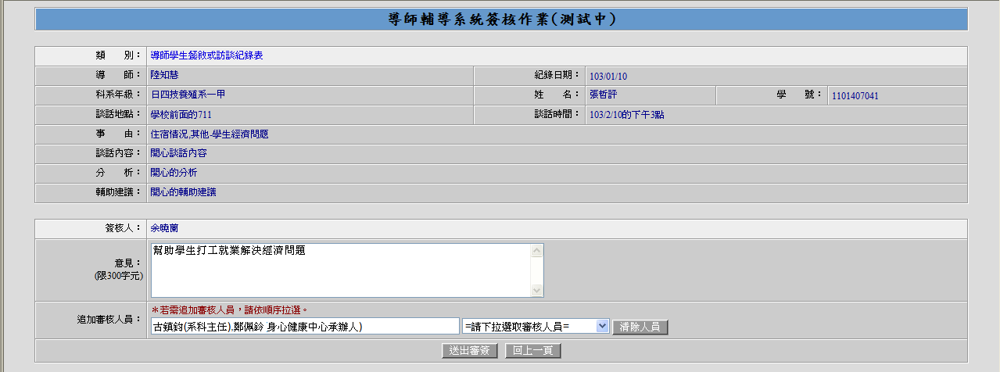 導師輔導系統簽核作業(測試中)
類 別： 導師學生餐敘或訪談紀錄表
導 師： 陸知慧 紀錄日期： 103/01/10
科系年級： 日四技養殖系一甲 姓 名： 張哲評 學 號： 1101407041
談話地點： 學校前面的711 談話時間： 103/2/10的下午3點
事 由： 住宿情況,其他-學生經濟問題
談話內容： 開心談話內容
分 析： 開心的分析
輔助建議： 開心的輔助建議
簽核人： 余曉蘭
意見：
(限300字元)
幫助學生打工就業解決經濟問題
追加審核人員：
＊若需追加審核人員，請依順序拉選。
古鎮鈞(系科主任),鄭佩鈴 身心健康中心承辦人) =請下拉選取審核人員= 清除人員
送出審簽 回上一頁